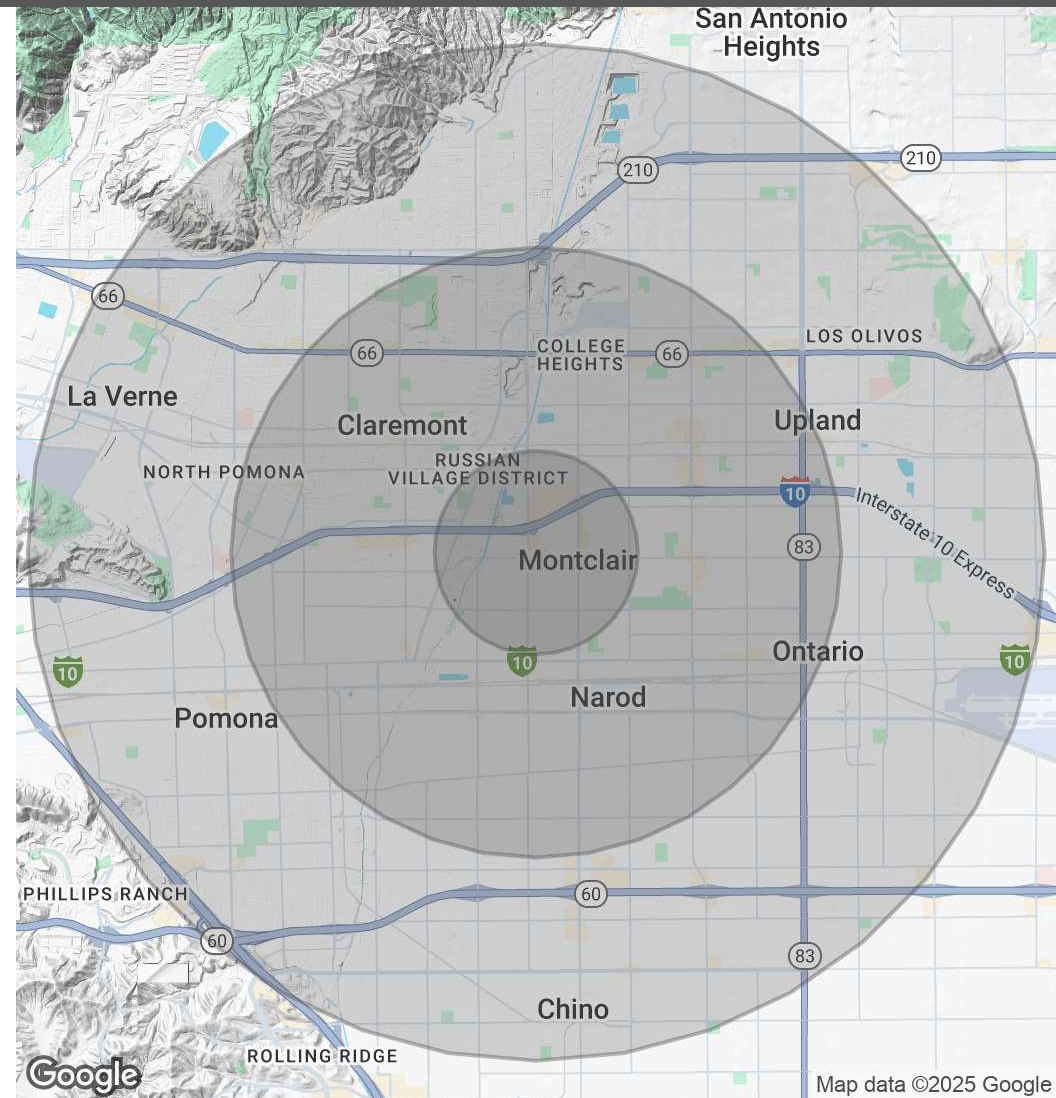 San Antonio
Heights
210
210
66
66
COLLEGE
HEIGHTS
66
LOS OLIVOS
La Verne
Claremont
Upland
NORTH POMONA
RUSSIAN
VILLAGE DISTRICT
10
Interstate 10 Express
83
Montclair
10
10
10
Ontario
Narod
Pomona
PHILLIPS RANCH
60
60
83
Chino
ROLLING RIDGE
Google
Map data ©2025 Google